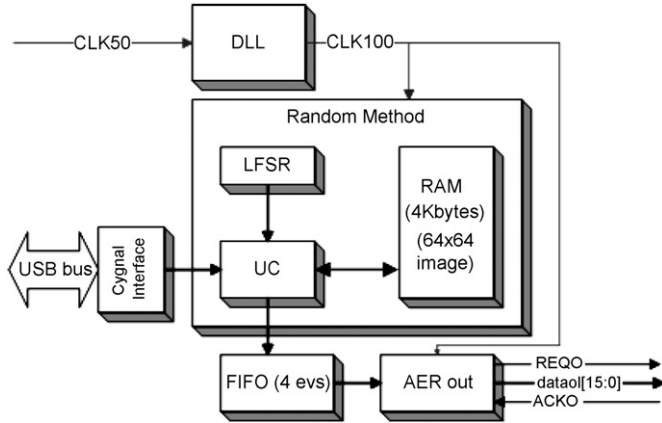 CLK50
DLL
CLK100
Random Method
LFSR
RAM
(4Kbytes)
(64x64
image)
USB bus
Cygnal
Interface
UC
FIFO (4 evs)
AER out
REQO
dataol[15:0]
ACKO